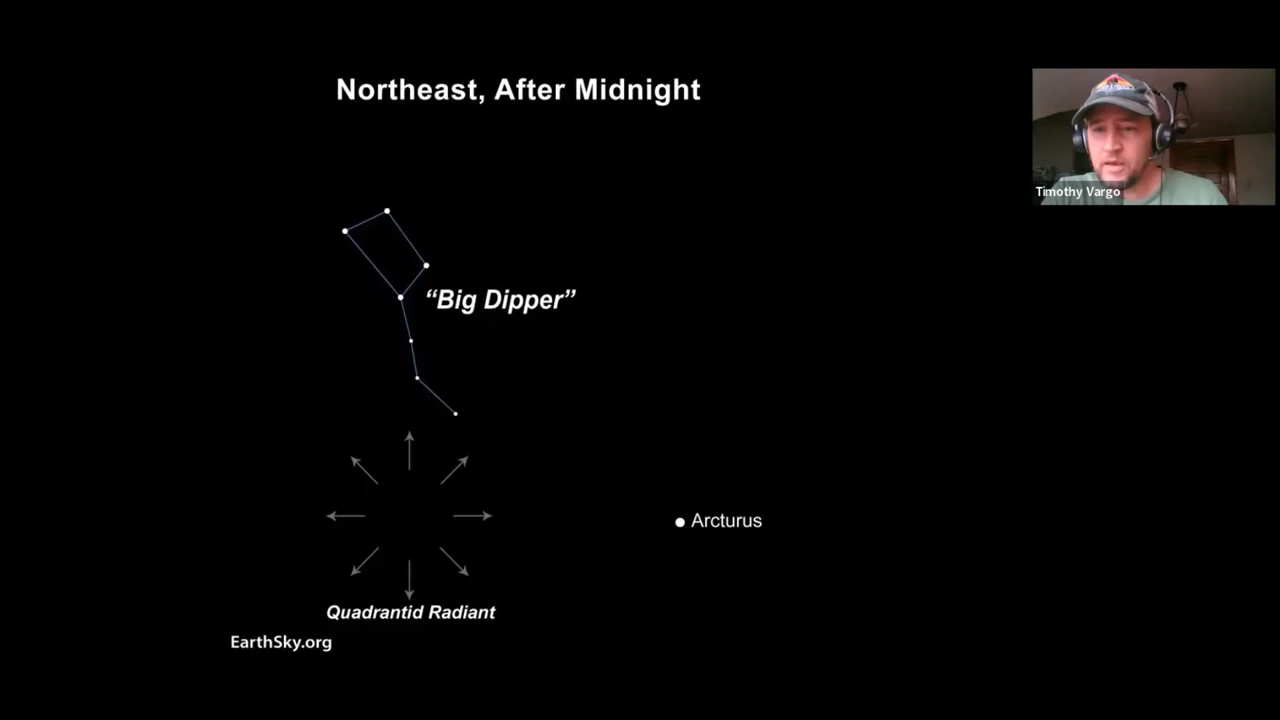 Northeast, After Midnight
Timothy Vargo
“Big Dipper”
Arcturus
Quadrantid Radiant
EarthSky.org